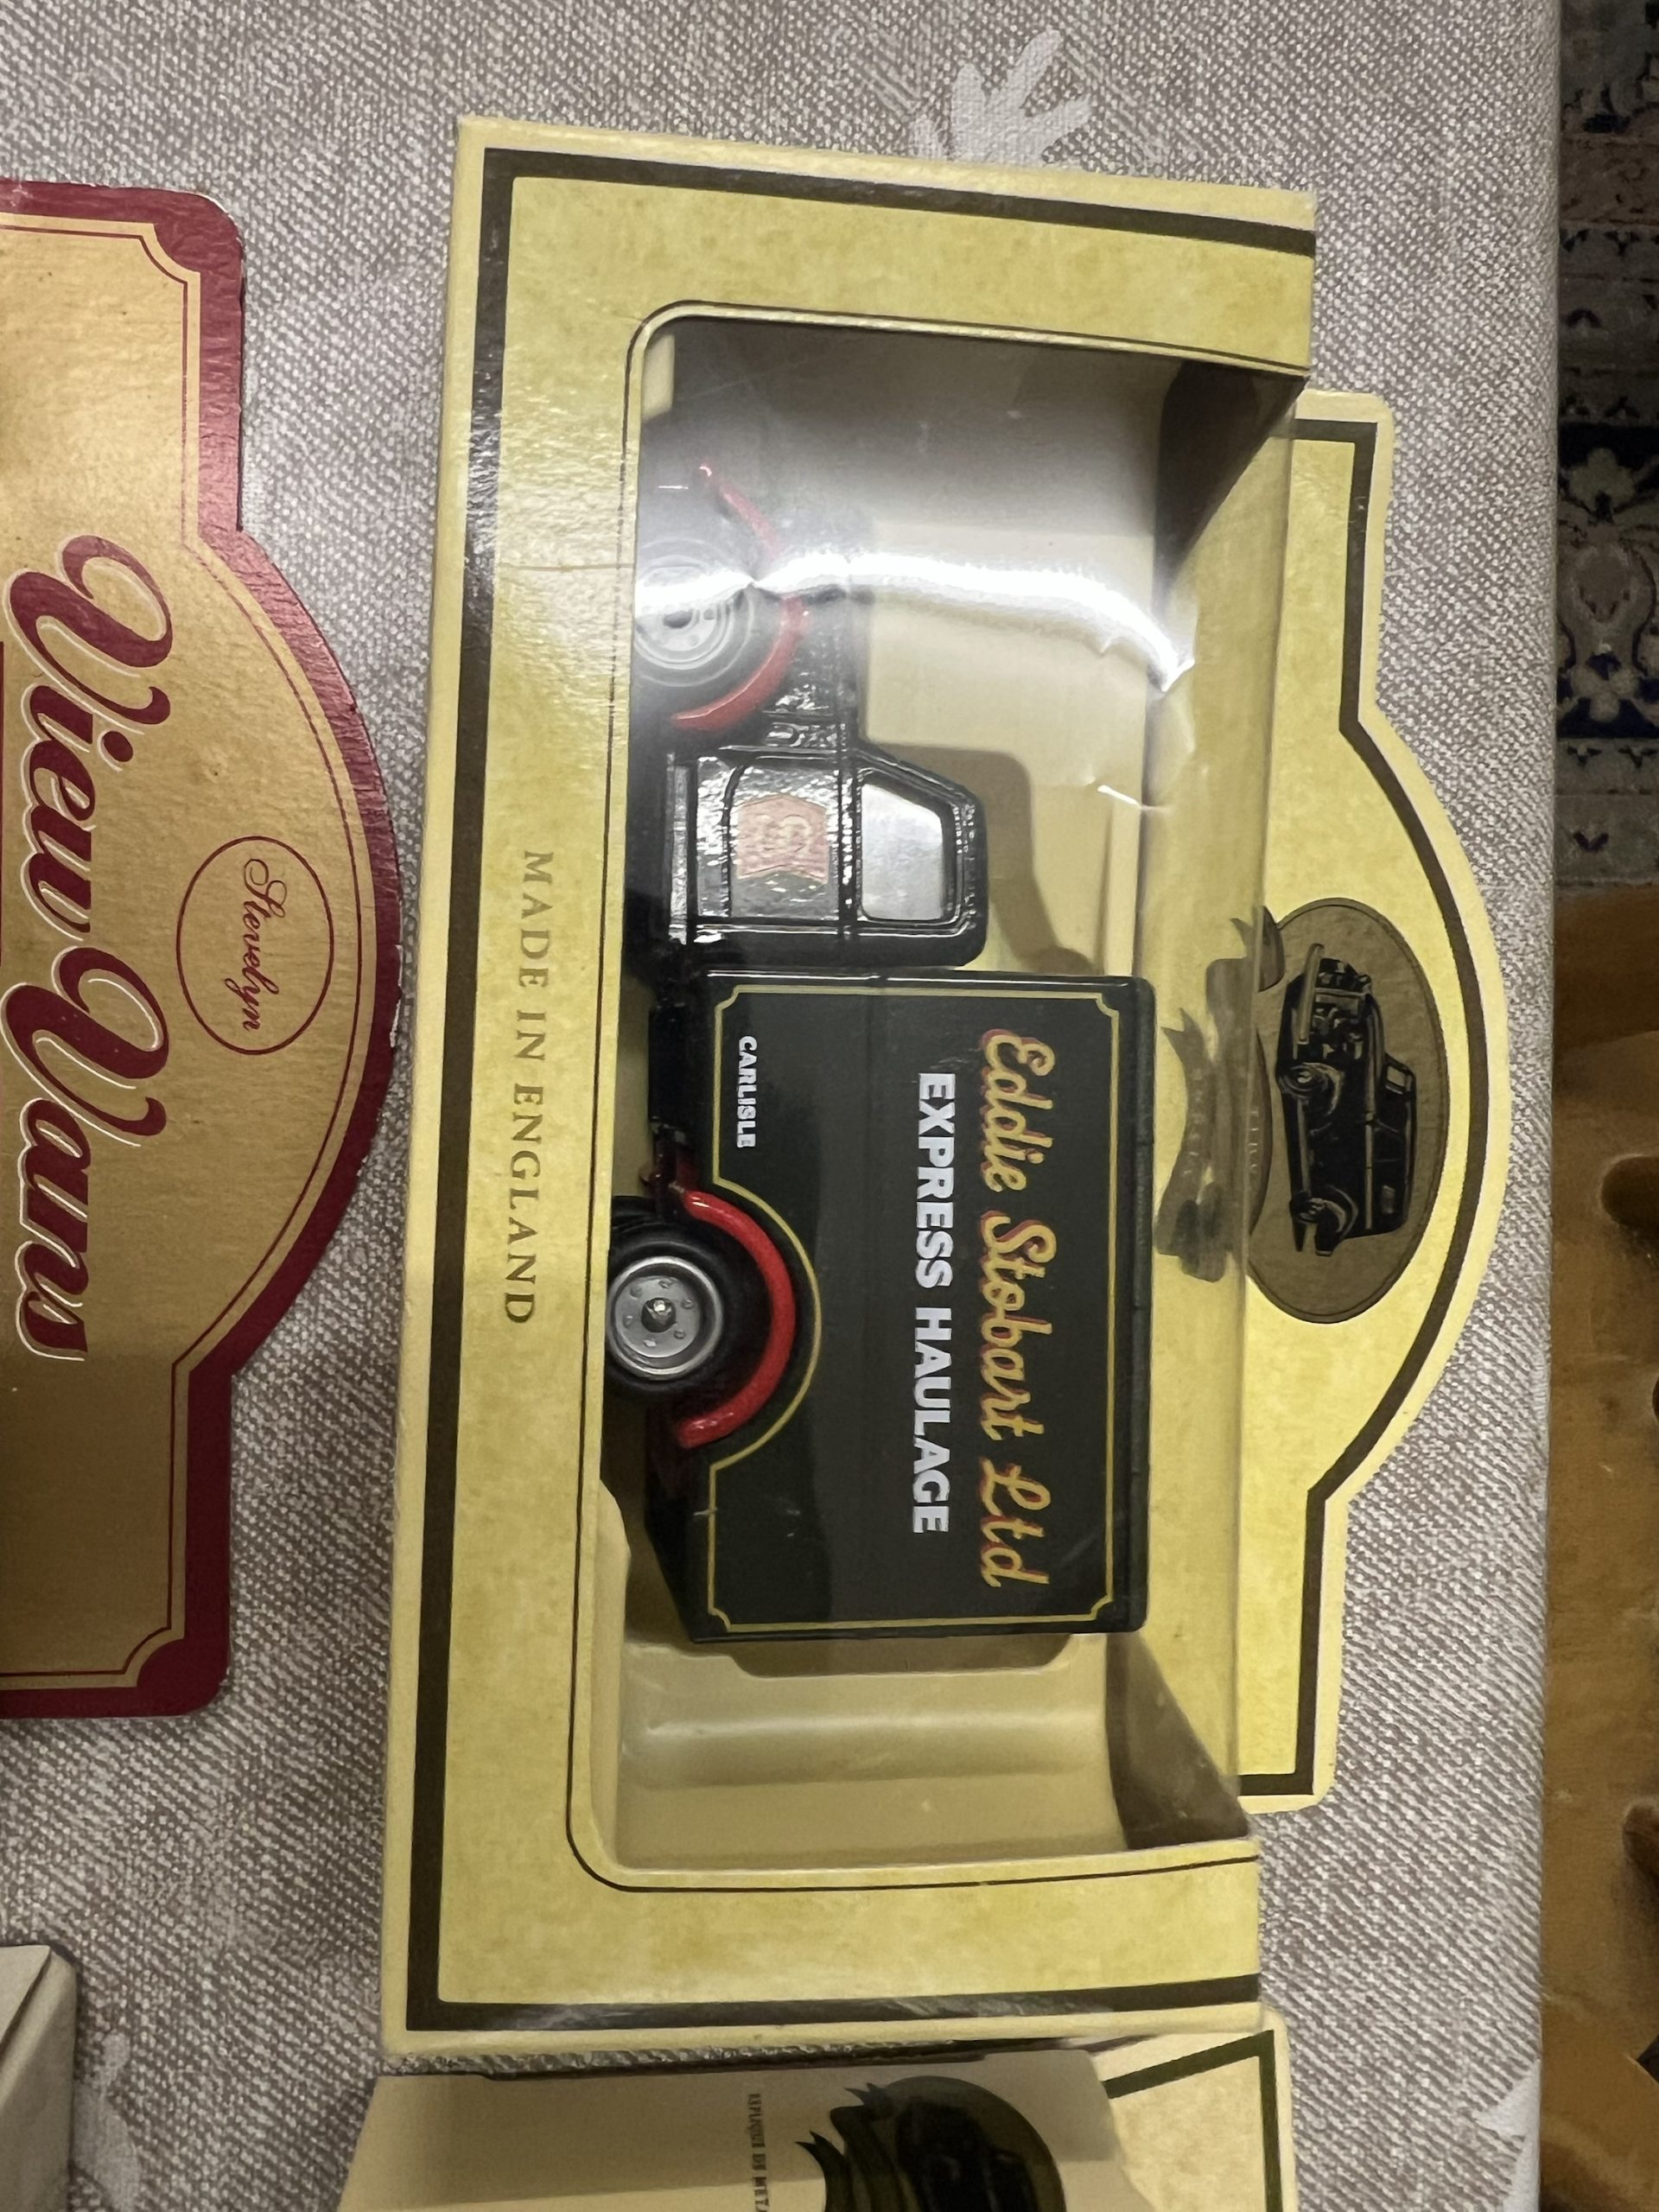 Eddie Stobart Ltd
EXPRESS HAULAGE
CARLISLE
MADE IN ENGLAND
Stevelyn
View Vans